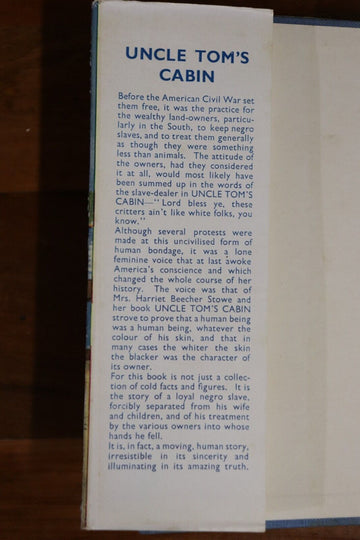 UNCLE TOM'S
CABIN
Before the American Civil War set
them free, it was the practice for
the wealthy land-owners, particu-
larly in the South, to keep negro
slaves, and to treat them generally
as though they were something
less than animals. The attitude of
the owners, had they considered
it at all, would most likely have
been summed up in the words of
the slave-dealer in UNCLE TOM'S
CABIN—" Lord bless ye, these
critters ain't like white folks, you
know."
Although several protests were
made at this uncivilised form of
human bondage, it was a lone
feminine voice that at last awoke
America's conscience and which
changed the whole course of her
history. The voice was that of
Mrs. Harriet Beecher Stowe and
her book UNCLE TOM'S CABIN
strove to prove that a human being
was a human being, whatever the
colour of his skin, and that in
many cases the whiter the skin
the blacker was the character of
its owner.
For this book is not just a collec-
tion of cold facts and figures. It is
the story of a loyal negro slave,
forcibly separated from his wife
and children, and of his treatment
by the various owners into whose
hands he fell.
It is, in fact, a moving, human story,
irresistible in its sincerity and
illuminating in its amazing truth.